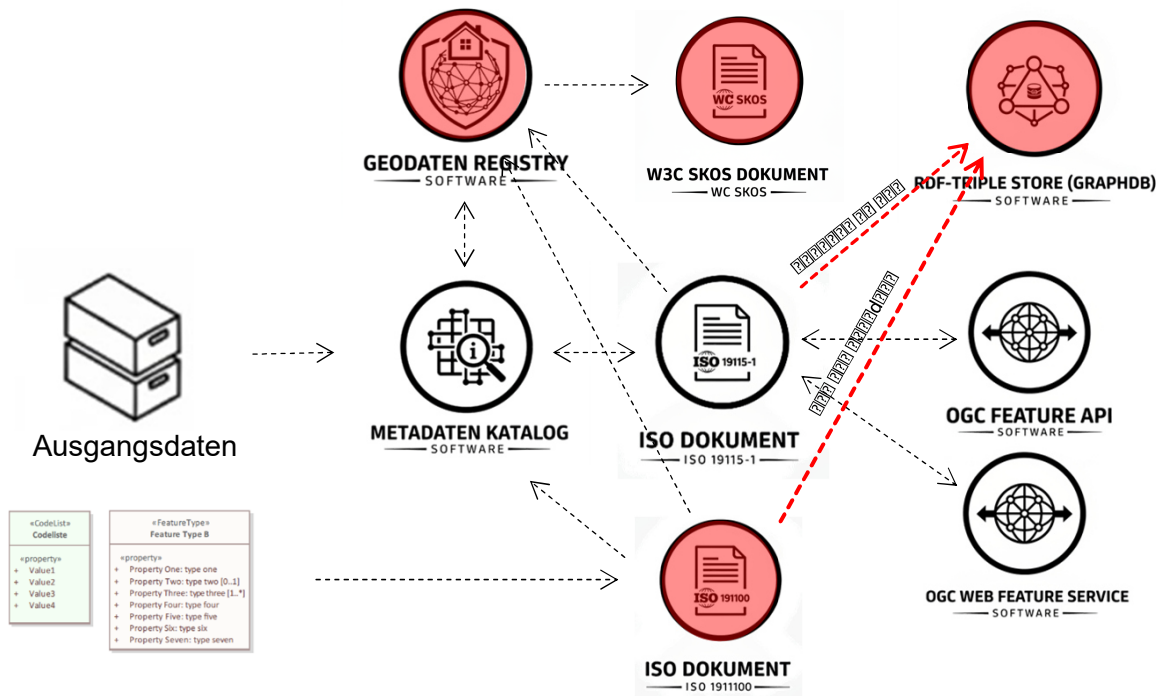 WC SKOS
GEODATEN REGISTRY
SOFTWARE
W3C SKOS DOKUMENT
WC SKOS
RDF-TRIPLE STORE (GRAPHDB)
SOFTWARE
ISO 19115-1
Ausgangsdaten
METADATEN KATALOG
SOFTWARE
ISO DOKUMENT
ISO 19115-1
OGC FEATURE API
SOFTWARE
«CodeList»
Codeliste
«property»
+ Value1
+ Value2
+ Value3
+ Value4
«FeatureType»
Feature Type B
«property»
+ Property One: type one
+ Property Two: type two [0..1]
+ Property Three: type three [1..*]
+ Property Four: type four
+ Property Five: type five
+ Property Six: type six
+ Property Seven: type seven
ISO 191100
OGC WEB FEATURE SERVICE
SOFTWARE
ISO DOKUMENT
ISO 1911100